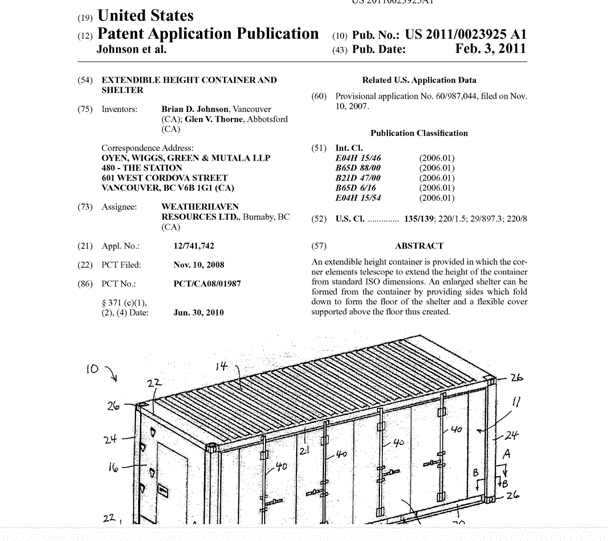 US 20110023925A1
(19) United States
(12) Patent Application Publication
Johnson et al.
(10) Pub. No.: US 2011/0023925 A1
(43) Pub. Date: Feb. 3, 2011
(54) EXTENDIBLE HEIGHT CONTAINER AND
SHELTER
(75) Inventors: Brian D. Johnson, Vancouver
(CA); Glen V. Thorne, Abbotsford
(CA)
Correspondence Address:
OYEN, WIGGS, GREEN & MUTALA LLP
480 - THE STATION
601 WEST CORDOVA STREET
VANCOUVER, BC V6B 1G1 (CA)
(73) Assignee: WEATHERHAVEN
RESOURCES LTD., Burnaby, BC
(CA)
(21) Appl. No.: 12/741,742
(22) PCT Filed: Nov. 10, 2008
(86) PCT No.: PCT/CA08/01987
§ 371 (c)(1),
(2), (4) Date: Jun. 30, 2010
Related U.S. Application Data
(60) Provisional application No. 60/987,044, filed on Nov.
10, 2007.
Publication Classification
(51) Int. Cl.
E04H 15/46 (2006.01)
B65D 88/00 (2006.01)
B21D 47/00 (2006.01)
B65D 6/16 (2006.01)
E04H 15/54 (2006.01)
(52) U.S. Cl. .............. 135/139; 220/1.5; 29/897.3; 220/8
(57) ABSTRACT
An extendible height container is provided in which the cor-
ner elements telescope to extend the height of the container
from standard ISO dimensions. An enlarged shelter can be
formed from the container by providing sides which fold
down to form the floor of the shelter and a flexible cover
supported above the floor thus created.
10
14
22
26
26
11
24
24
21
40
40
40
40
16
A
B
B
26
22